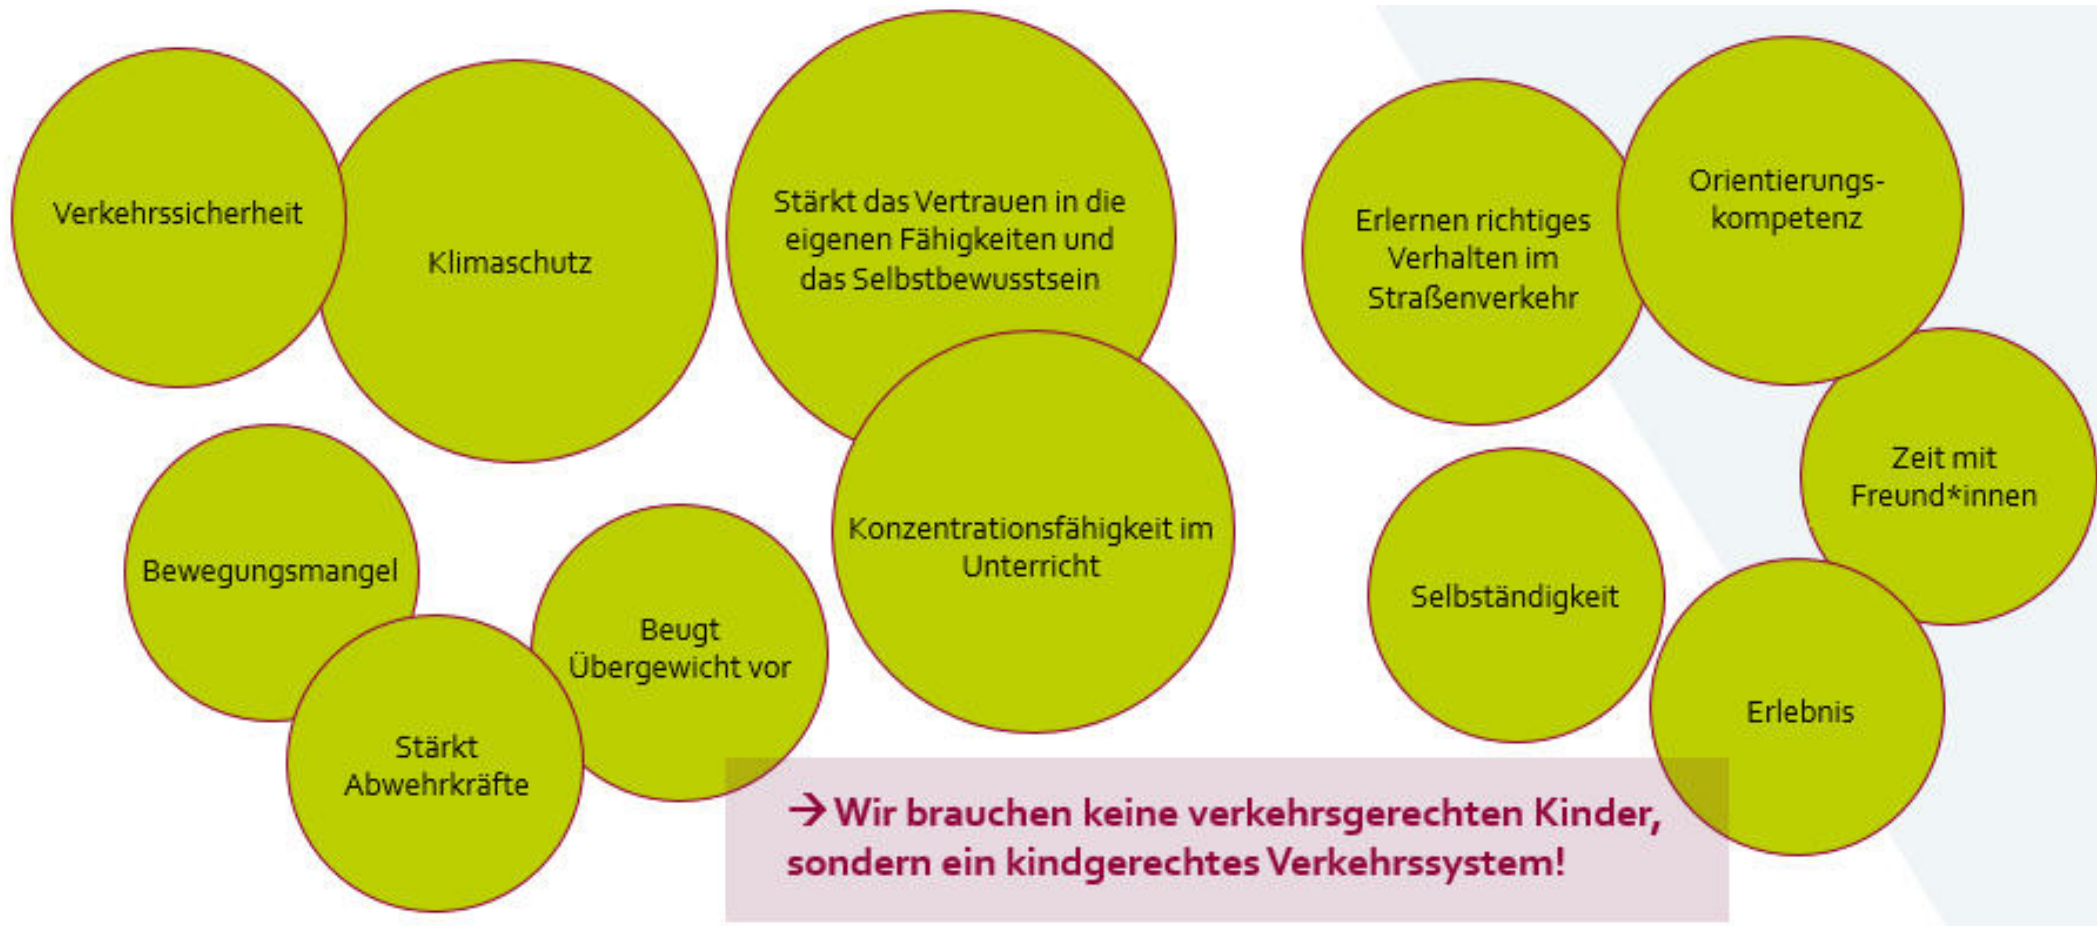 Verkehrssicherheit
Klimaschutz
Stärkt das Vertrauen in die
eigenen Fähigkeiten und
das Selbstbewusstsein
Erlernen richtiges
Verhalten im
Straßenverkehr
Orientierungs-
kompetenz
Zeit mit
Freund*innen
Bewegungsmangel
Beugt
Übergewicht vor
Konzentrationsfähigkeit im
Unterricht
Selbständigkeit
Erlebnis
Stärkt
Abwehrkräfte
→ Wir brauchen keine verkehrsgerechten Kinder,
sondern ein kindgerechtes Verkehrssystem!